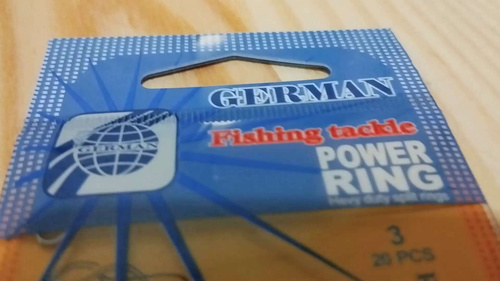 GERMAN
Fishing tackle
GERMAN
POWER
RING
Heavy duty split rings
3
20 PCS